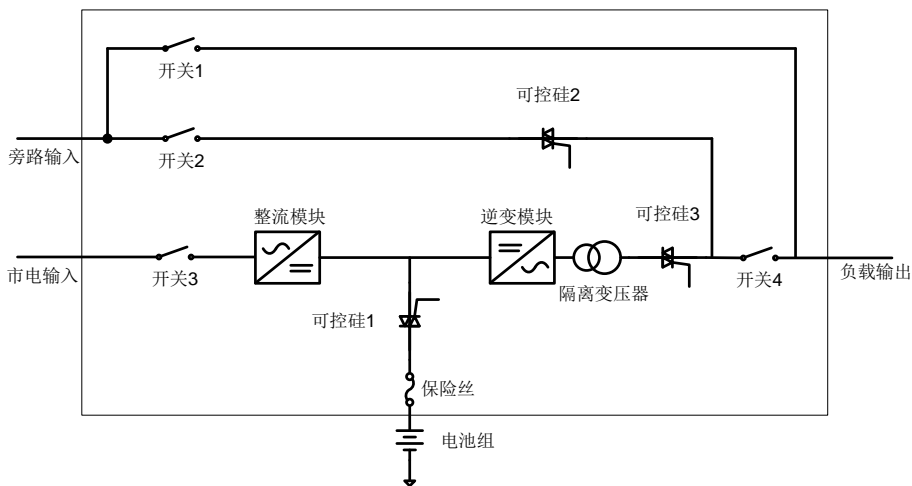 开关1
可控硅2
旁路输入
开关2
可控硅3
整流模块
逆变模块
市电输入
开关3
隔离变压器
开关4
负载输出
可控硅1
保险丝
电池组